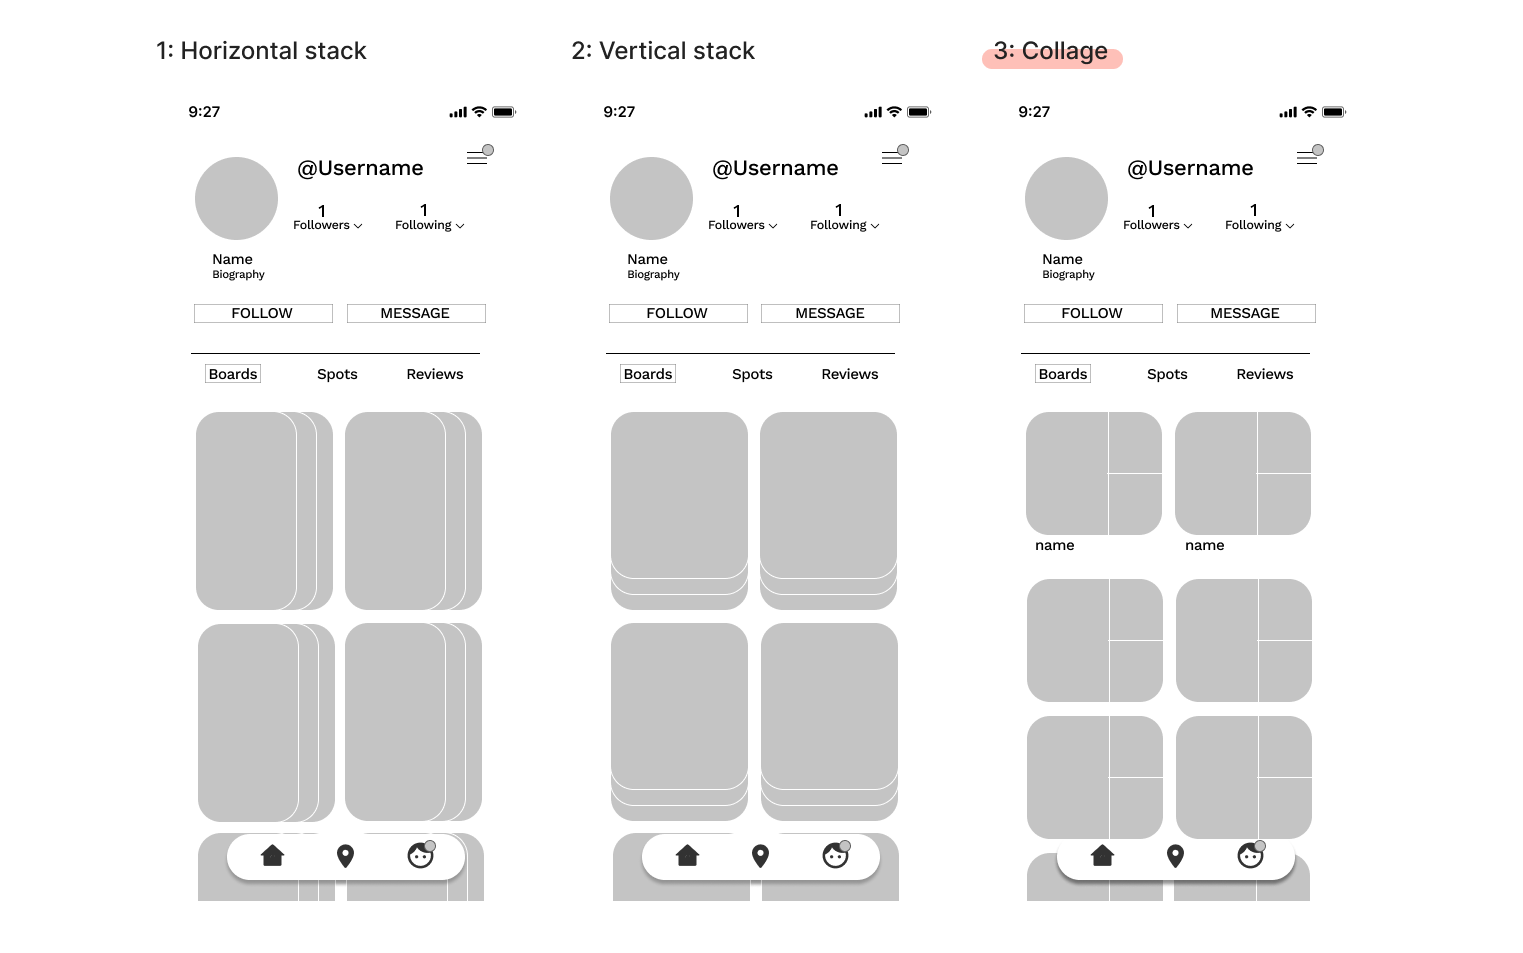 1: Horizontal stack
9:27
@Username
1 1
Followers Following
Name
Biography
FOLLOW MESSAGE
Boards Spots Reviews
2: Vertical stack
9:27
@Username
1 1
Followers Following
Name
Biography
FOLLOW MESSAGE
Boards Spots Reviews
3: Collage
9:27
@Username
1 1
Followers Following
Name
Biography
FOLLOW MESSAGE
Boards Spots Reviews
name name